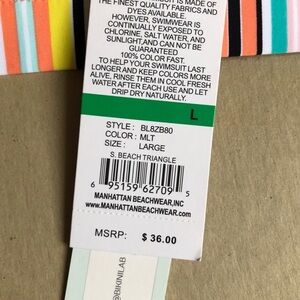 THE FINEST QUALITY FABRICS AND
DYES AVAILABLE.
HOWEVER, SWIMWEAR IS
CONTINUALLY EXPOSED TO
CHLORINE, SALT WATER, AND
SUNLIGHT,AND CAN NOT BE
GUARANTEED
100% COLOR FAST.
TO HELP YOUR SWIMSUIT LAST
LONGER AND KEEP COLORS MORE
ALIVE. RINSE THEM IN COOL FRESH
WATER AFTER EACH USE AND LET
DRIP DRY NATURALLY.
L
STYLE : BL8ZB80
COLOR : MLT
SIZE : LARGE
S. BEACH TRIANGLE
6 95159 62709 5
MANHATTAN BEACHWEAR,INC
www.MANHATTANBEACHWEAR.COM
MSRP: $ 36.00
@BIKINILAB